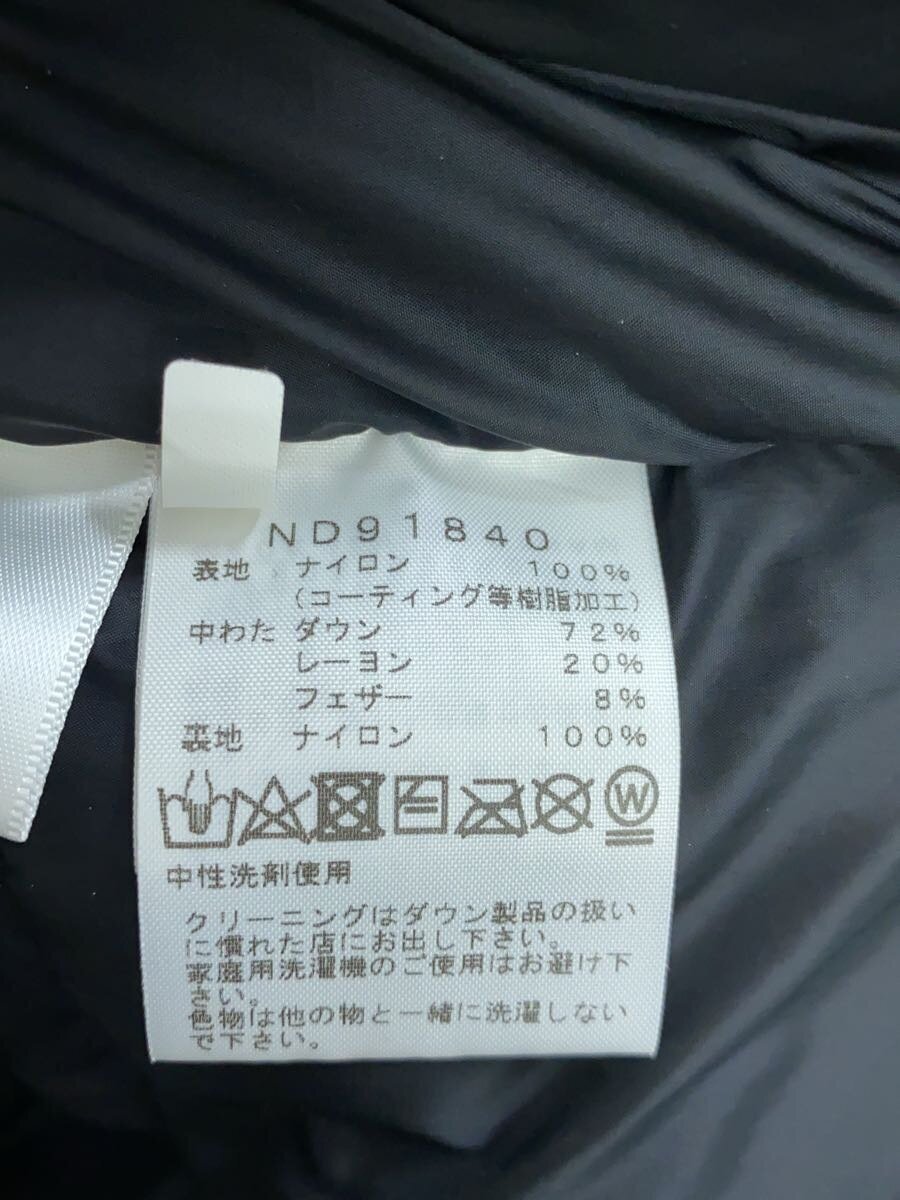 ND91840
表地 ナイロン 100%
(コーティング等樹脂加工)
中わた ダウン 72%
レーヨン 20%
フェザー 8%
裏地 ナイロン 100%
W
中性洗剤使用
クリーニングはダウン製品の扱い
に慣れた店にお出し下さい。
家庭用洗濯機のご使用はお避け下
さい。
色物は他の物と一緒に洗濯しない
で下さい。